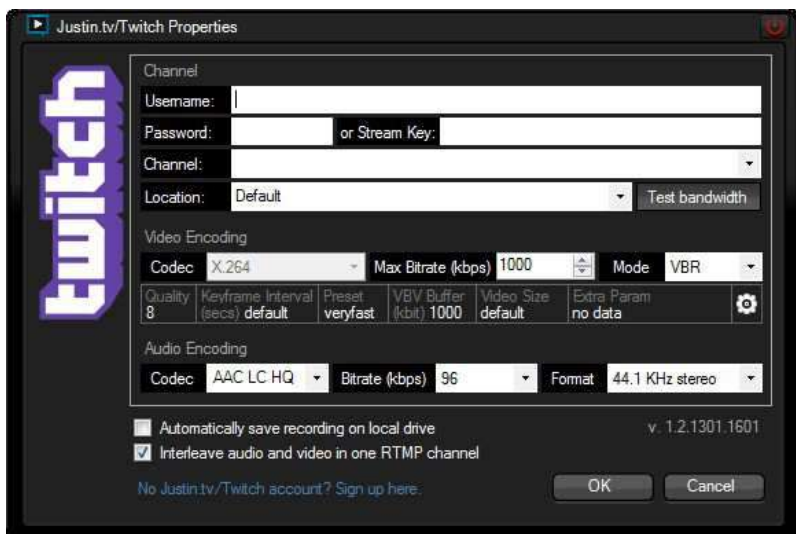 Justin.tv/Twitch Properties
twitch
Channel
Username:
Password: or Stream Key:
Channel:
Location: Default Test bandwidth
Video Encoding
Codec X.264 Max Bitrate (kbps) 1000 Mode VBR
Quality Keyframe Interval Preset VBV Buffer Video Size Extra Param
8 (secs) default veryfast (kbit) 1000 default no data
Audio Encoding
Codec AAC LC HQ Bitrate (kbps) 96 Format 44.1 KHz stereo
Automatically save recording on local drive v. 1.2.1301.1601
Interleave audio and video in one RTMP channel
No Justin.tv/Twitch account? Sign up here. OK Cancel